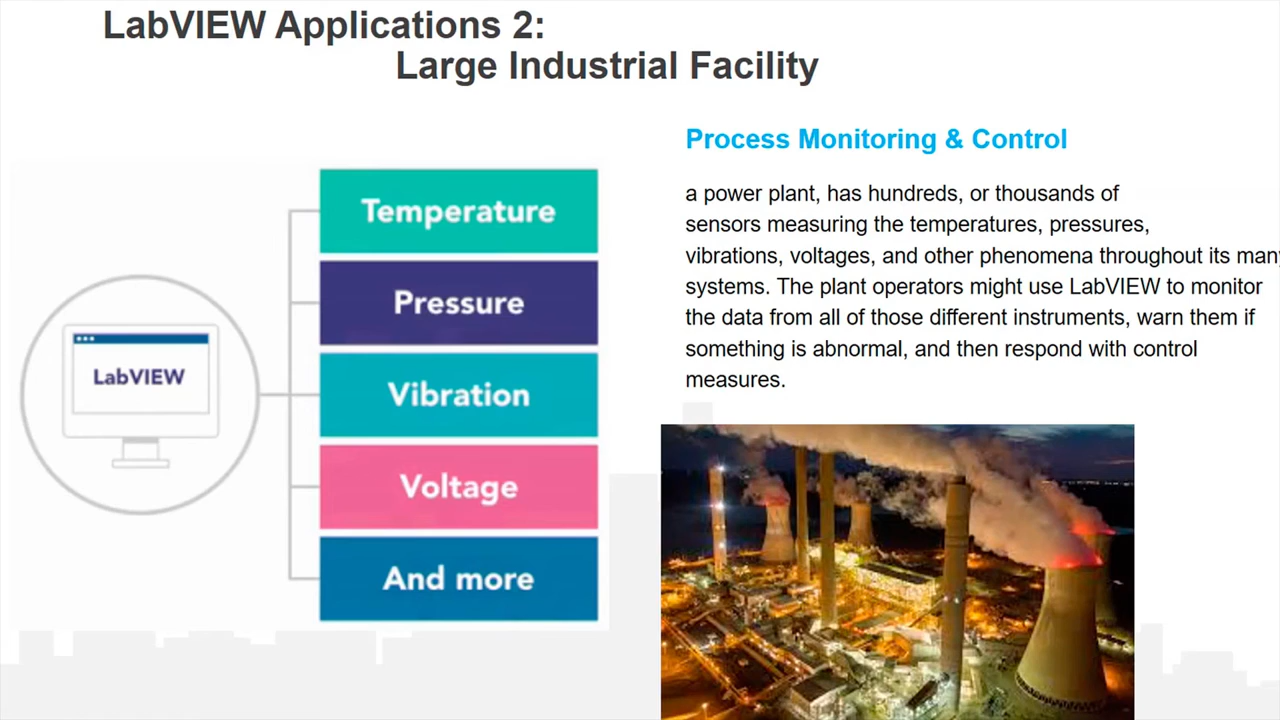 LabVIEW Applications 2:
Large Industrial Facility
LabVIEW
Temperature
Pressure
Vibration
Voltage
And more
Process Monitoring & Control
a power plant, has hundreds, or thousands of
sensors measuring the temperatures, pressures,
vibrations, voltages, and other phenomena throughout its many
systems. The plant operators might use LabVIEW to monitor
the data from all of those different instruments, warn them if
something is abnormal, and then respond with control
measures.